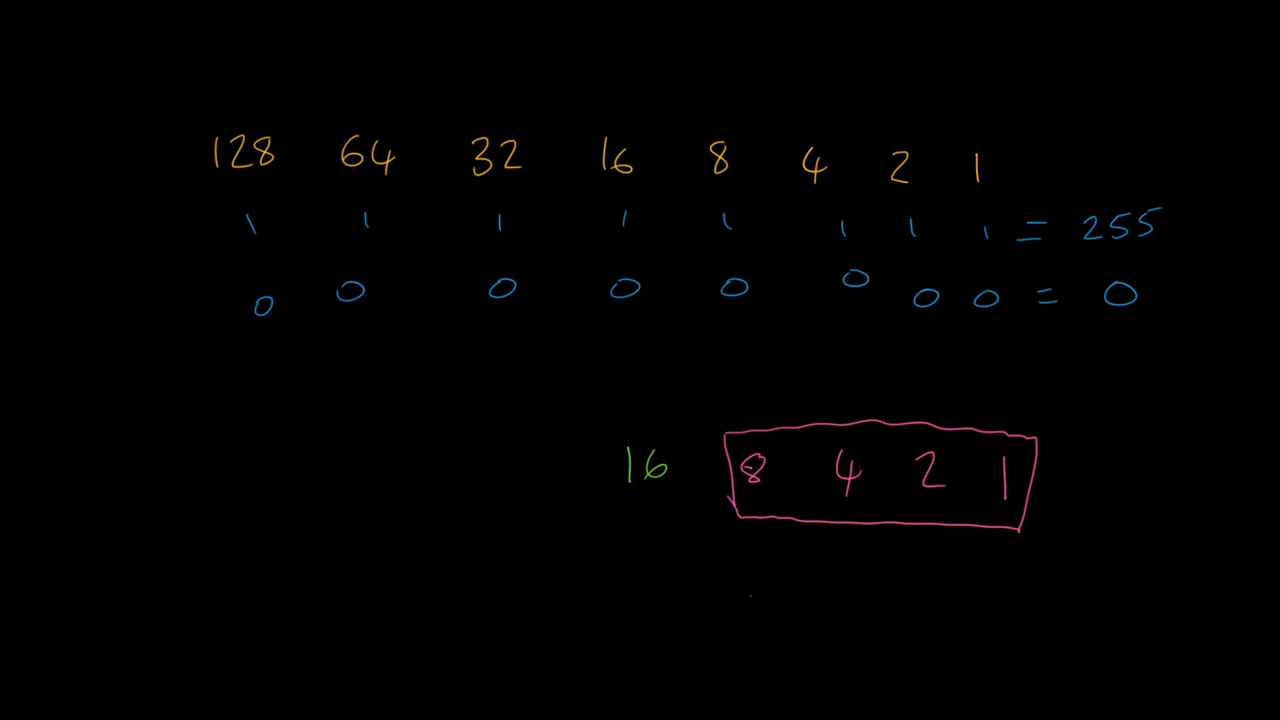 128 64 32 16 8 4 2 1
1 1 1 1 1 1 1 1 = 255
0 0 0 0 0 0 0 0 = 0
16 8 4 2 1